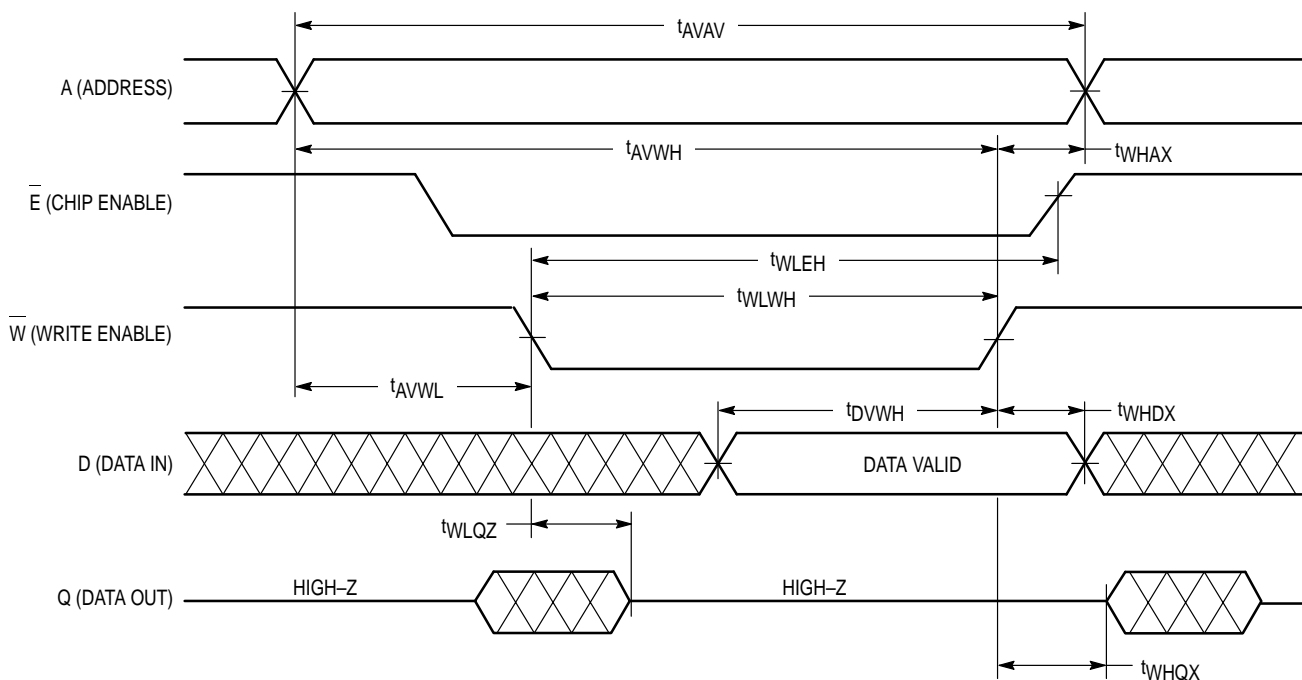 tAVAV
A (ADDRESS)
tAVWH
tWHAX
E (CHIP ENABLE)
tWLEH
tWLWH
W (WRITE ENABLE)
tAVWL
tDVWH
tWHDX
D (DATA IN)
DATA VALID
tWLQZ
Q (DATA OUT)
HIGH–Z
HIGH–Z
tWHQX